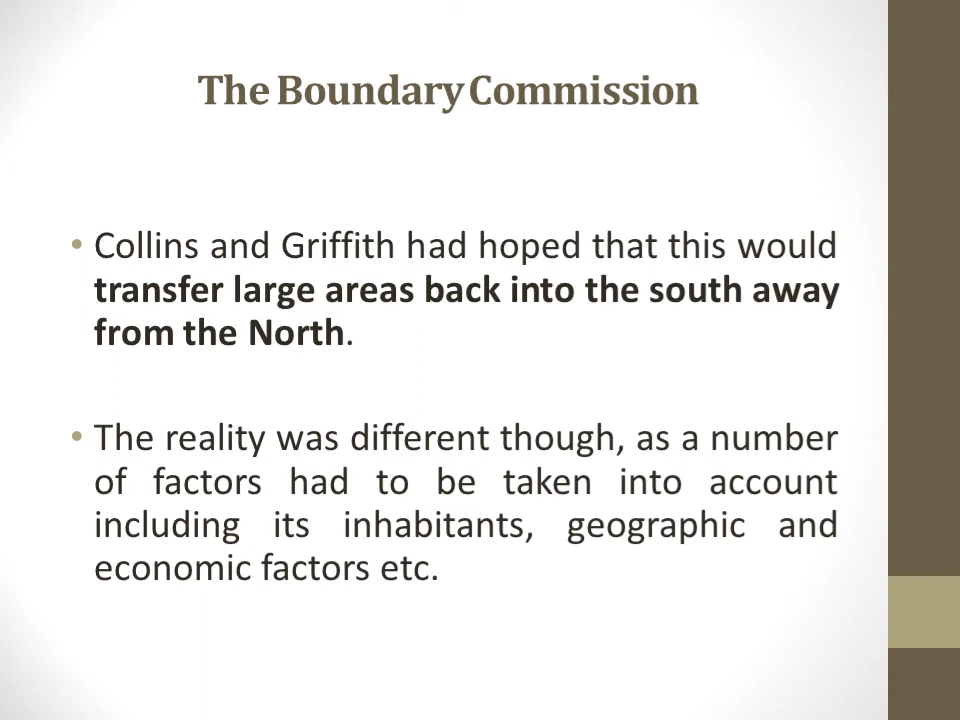 The Boundary Commission
• Collins and Griffith had hoped that this would
transfer large areas back into the south away
from the North.
• The reality was different though, as a number
of factors had to be taken into account
including its inhabitants, geographic and
economic factors etc.